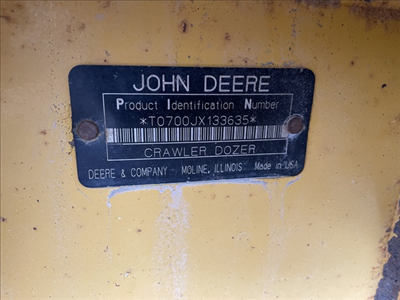 JOHN DEERE
Product Identification Number
*T0700JX133635*
CRAWLER DOZER
DEERE & COMPANY MOLINE, ILLINOIS Made in USA